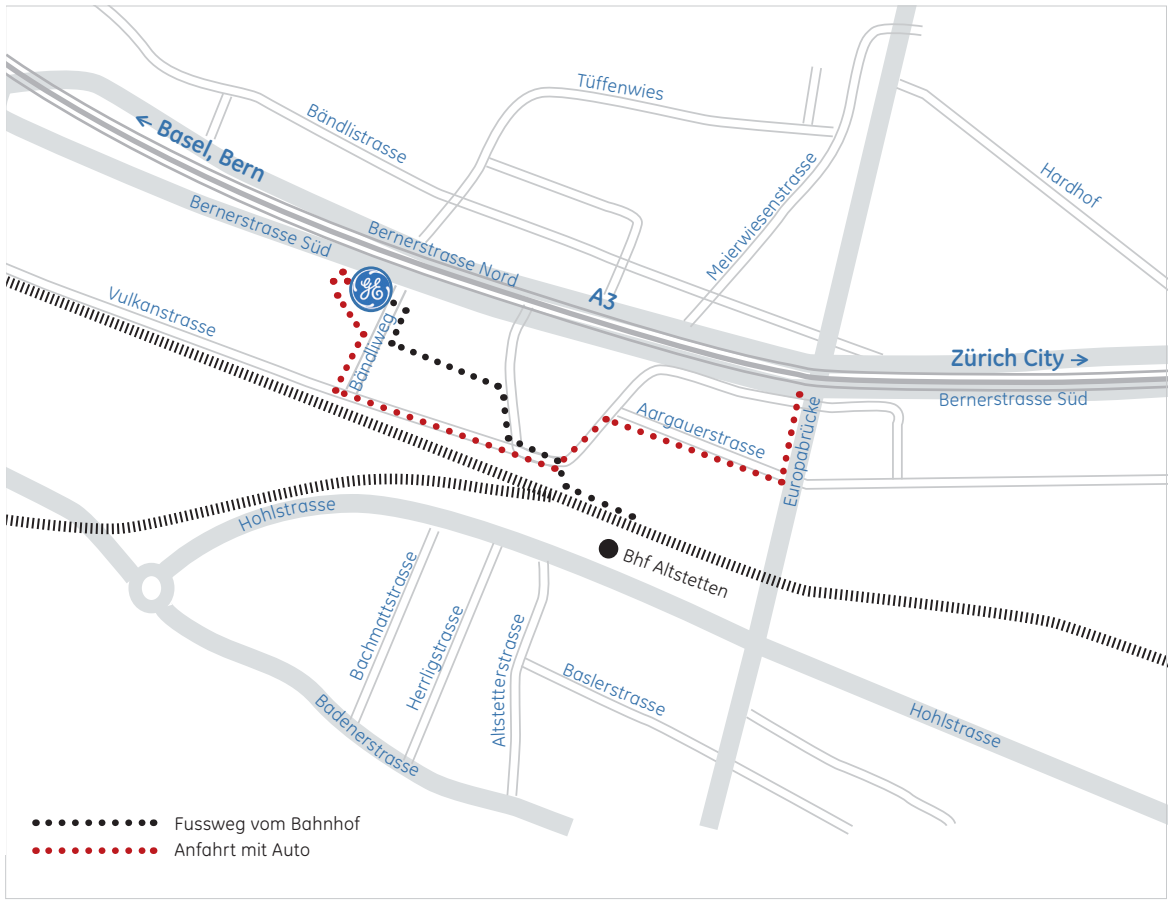 Tüffenwies
Bändlistrasse
← Basel, Bern
Hardhof
Meierwiesenstrasse
Bernerstrasse Süd
Bernerstrasse Nord
A3
GE
Vulkanstrasse
Bändliweg
Zürich City →
Bernerstrasse Süd
Aargauerstrasse
Europabrücke
Hohlstrasse
Bhf Altstetten
Bachmattstrasse
Herrligstrasse
Altstetterstrasse
Baslerstrasse
Badenerstrasse
Hohlstrasse
Fussweg vom Bahnhof
Anfahrt mit Auto